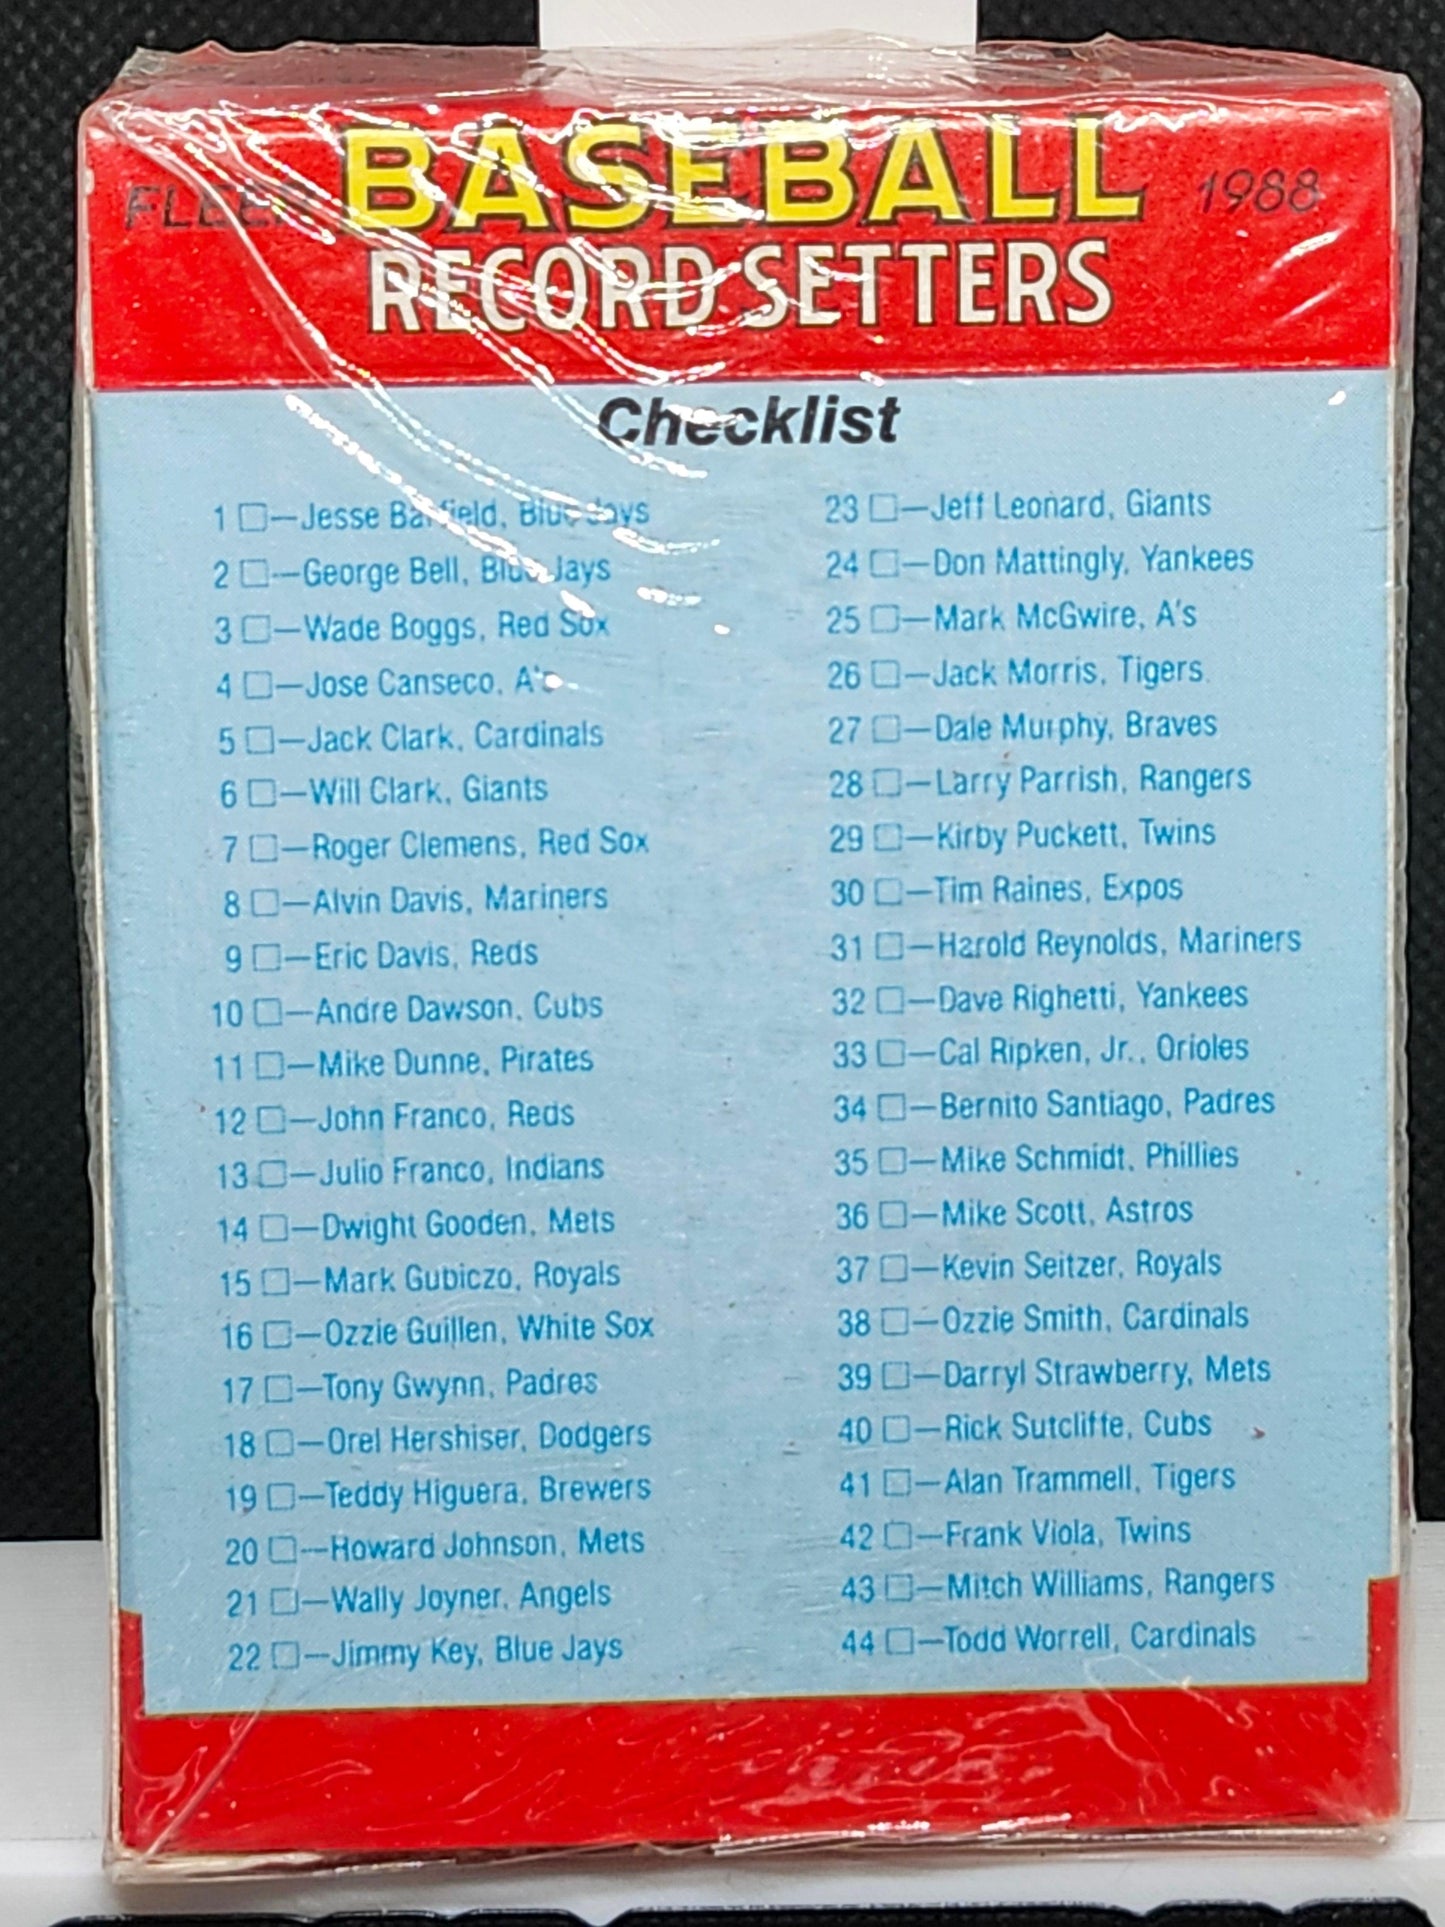 FLEER BASEBALL 1988
RECORD SETTERS
Checklist
1 □—Jesse Barfield, Blue Jays
2 □—George Bell, Blue Jays
3 □—Wade Boggs, Red Sox
4 □—Jose Canseco, A's
5 □—Jack Clark, Cardinals
6 □—Will Clark, Giants
7 □—Roger Clemens, Red Sox
8 □—Alvin Davis, Mariners
9 □—Eric Davis, Reds
10 □—Andre Dawson, Cubs
11 □—Mike Dunne, Pirates
12 □—John Franco, Reds
13 □—Julio Franco, Indians
14 □—Dwight Gooden, Mets
15 □—Mark Gubiczo, Royals
16 □—Ozzie Guillen, White Sox
17 □—Tony Gwynn, Padres
18 □—Orel Hershiser, Dodgers
19 □—Teddy Higuera, Brewers
20 □—Howard Johnson, Mets
21 □—Wally Joyner, Angels
22 □—Jimmy Key, Blue Jays
23 □—Jeff Leonard, Giants
24 □—Don Mattingly, Yankees
25 □—Mark McGwire, A's
26 □—Jack Morris, Tigers
27 □—Dale Murphy, Braves
28 □—Larry Parrish, Rangers
29 □—Kirby Puckett, Twins
30 □—Tim Raines, Expos
31 □—Harold Reynolds, Mariners
32 □—Dave Righetti, Yankees
33 □—Cal Ripken, Jr., Orioles
34 □—Bernito Santiago, Padres
35 □—Mike Schmidt, Phillies
36 □—Mike Scott, Astros
37 □—Kevin Seitzer, Royals
38 □—Ozzie Smith, Cardinals
39 □—Darryl Strawberry, Mets
40 □—Rick Sutcliffe, Cubs
41 □—Alan Trammell, Tigers
42 □—Frank Viola, Twins
43 □—Mitch Williams, Rangers
44 □—Todd Worrell, Cardinals